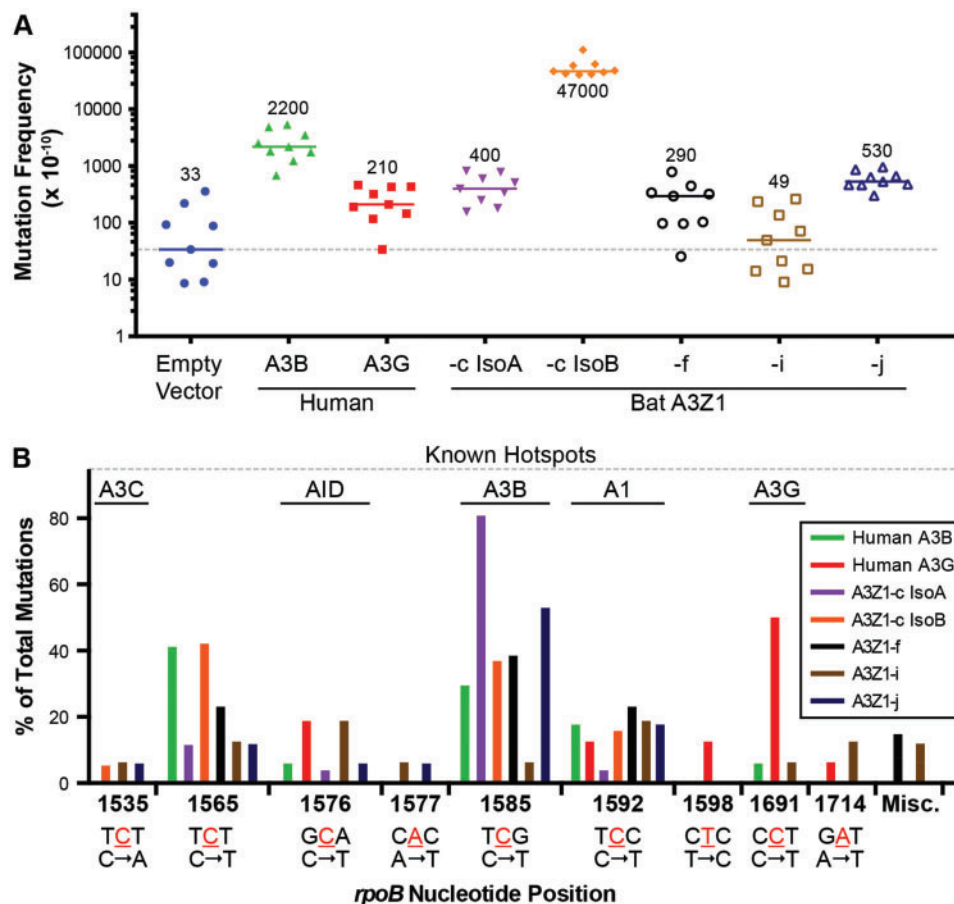 A
Mutation Frequency
(x 10-10)
100000
10000
1000
100
10
1
33
2200
210
400
47000
290
49
530
Empty
Vector
A3B
A3G
-c IsoA
-c IsoB
-f
-i
-j
Human
Bat A3Z1
B
Known Hotspots
A3C
AID
A3B
A1
A3G
% of Total Mutations
80
60
40
20
0
Human A3B
Human A3G
A3Z1-c IsoA
A3Z1-c IsoB
A3Z1-f
A3Z1-i
A3Z1-j
1535 1565 1576 1577 1585 1592 1598 1691 1714 Misc.
TCT TCT GCA CAC TCG TCC CTC CCT GAT
C→A C→T C→T A→T C→T C→T T→C C→T A→T
rpoB Nucleotide Position